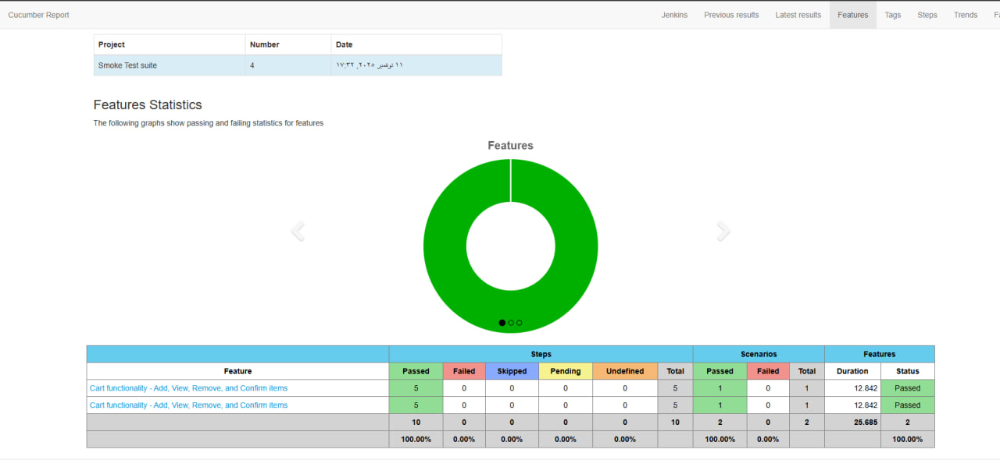 Cucumber Report Jenkins Previous results Latest results Features Tags Steps Trends Fa
Project Number Date
Smoke Test suite 4 ١١ نوفمبر ٢٠٢٥, ١٧:٣٢
Features Statistics
The following graphs show passing and failing statistics for features
Features
Steps Scenarios Features
Feature Passed Failed Skipped Pending Undefined Total Passed Failed Total Duration Status
Cart functionality - Add, View, Remove, and Confirm items 5 0 0 0 0 5 1 0 1 12.842 Passed
Cart functionality - Add, View, Remove, and Confirm items 5 0 0 0 0 5 1 0 1 12.842 Passed
10 0 0 0 0 10 2 0 2 25.685 2
100.00% 0.00% 0.00% 0.00% 0.00% 100.00% 0.00% 100.00%